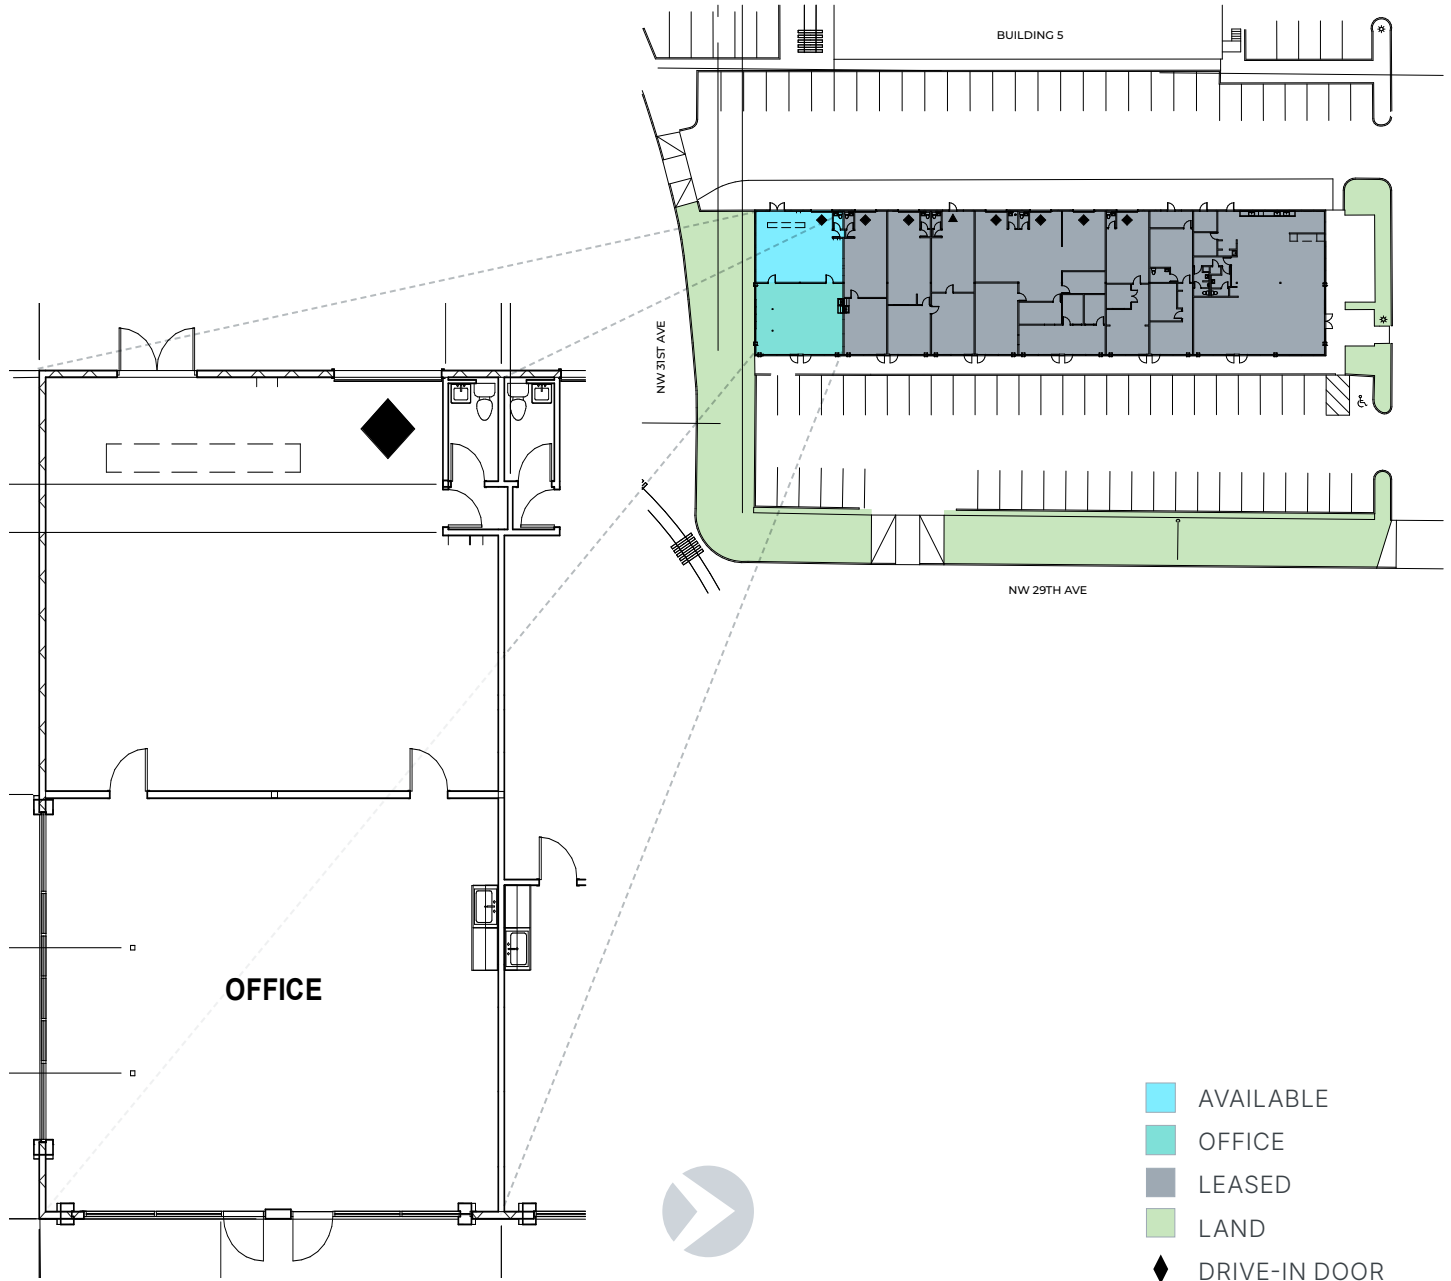 BUILDING 5
NW 31ST AVE
NW 29TH AVE
OFFICE
AVAILABLE
OFFICE
LEASED
LAND
DRIVE-IN DOOR